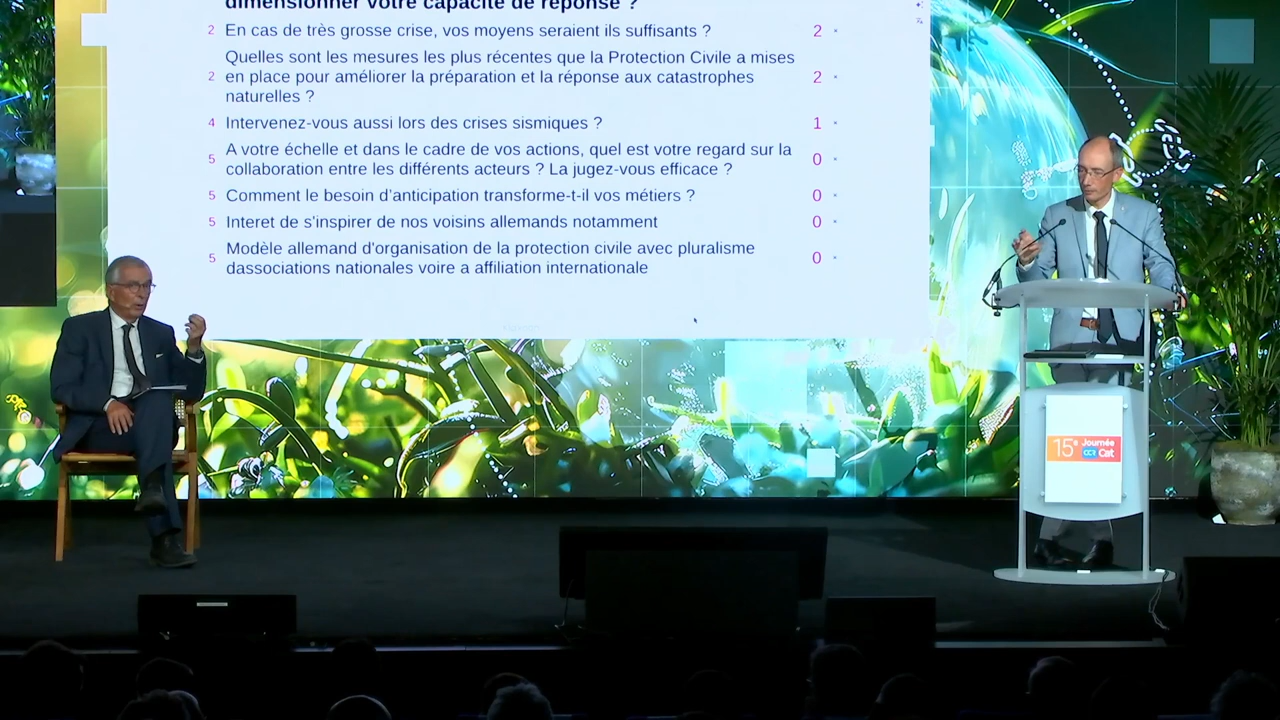 dimensionner votre capacité de réponse ?
2 En cas de très grosse crise, vos moyens seraient ils suffisants ? 2
Quelles sont les mesures les plus récentes que la Protection Civile a mises
2 en place pour améliorer la préparation et la réponse aux catastrophes 2
naturelles ?
4 Intervenez-vous aussi lors des crises sismiques ? 1
A votre échelle et dans le cadre de vos actions, quel est votre regard sur la
5 collaboration entre les différents acteurs ? La jugez-vous efficace ? 0
5 Comment le besoin d'anticipation transforme-t-il vos métiers ? 0
5 Interet de s'inspirer de nos voisins allemands notamment 0
Modèle allemand d'organisation de la protection civile avec pluralisme
5 dassociations nationales voire a affiliation internationale 0
15e Journée
CCR Cat